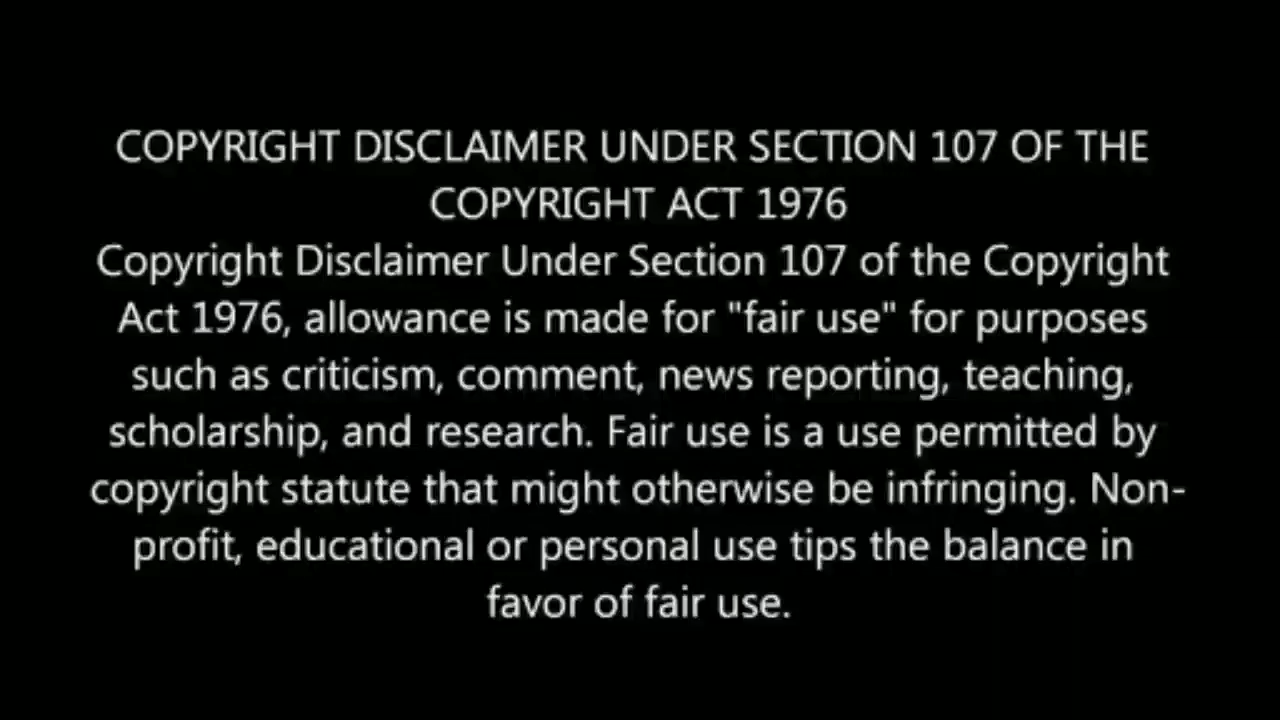 COPYRIGHT DISCLAIMER UNDER SECTION 107 OF THE
COPYRIGHT ACT 1976
Copyright Disclaimer Under Section 107 of the Copyright
Act 1976, allowance is made for "fair use" for purposes
such as criticism, comment, news reporting, teaching,
scholarship, and research. Fair use is a use permitted by
copyright statute that might otherwise be infringing. Non-
profit, educational or personal use tips the balance in
favor of fair use.